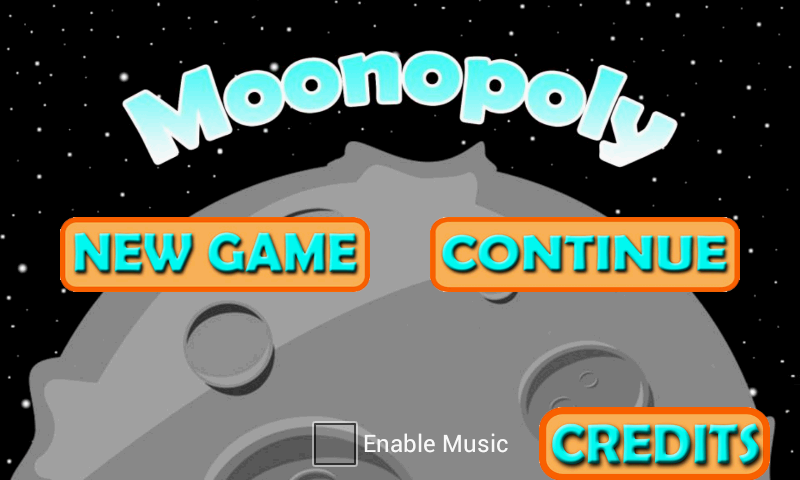 Moonopoly
NEW GAME
CONTINUE
Enable Music
CREDITS